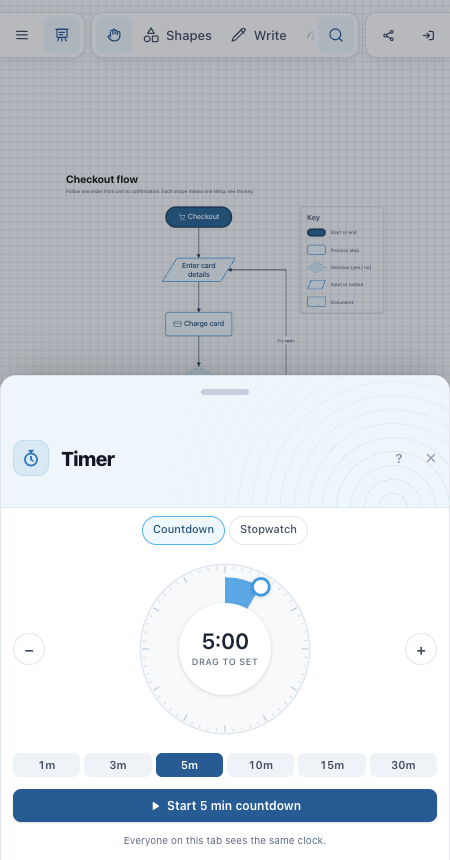 Shapes
Write
Checkout flow
Follow one order from cart to confirmation. Each shape means one thing; see the key.
Checkout
Key
Start or end
Enter card
details
Process step
Decision (yes / no)
Input or output
Charge card
Document
Try again
Timer
?
Countdown
Stopwatch
5:00
DRAG TO SET
−
+
1m
3m
5m
10m
15m
30m
Start 5 min countdown
Everyone on this tab sees the same clock.